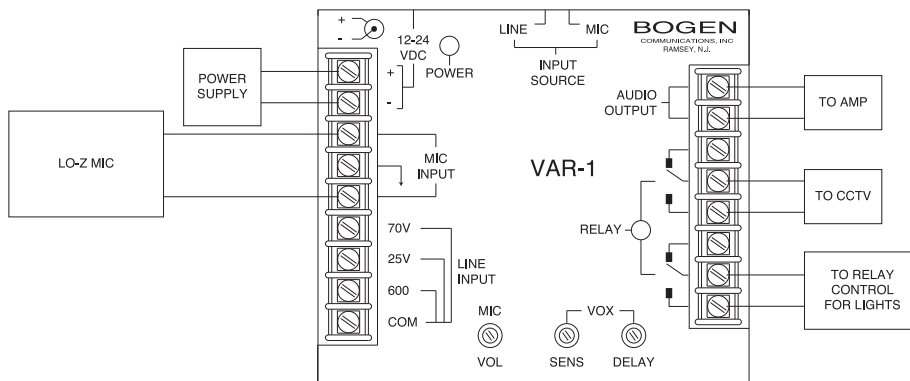 +
-
12-24
VDC
POWER
LINE
MIC
INPUT
SOURCE
BOGEN
COMMUNICATIONS, INC
RAMSEY, N.J.
POWER
SUPPLY
+
-
LO-Z MIC
MIC
INPUT
70V
25V
600
COM
LINE
INPUT
VAR-1
AUDIO
OUTPUT
RELAY
TO AMP
TO CCTV
TO RELAY
CONTROL
FOR LIGHTS
MIC
VOL
VOX
SENS
DELAY